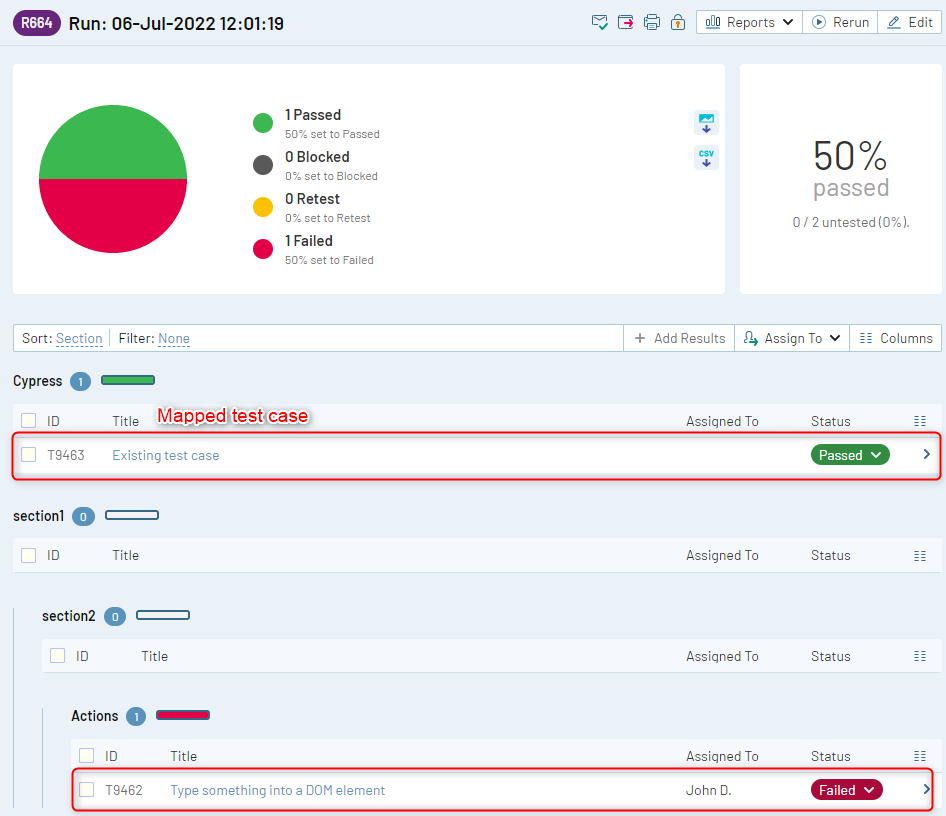 R664 Run: 06-Jul-2022 12:01:19 Reports Rerun Edit
1 Passed
50% set to Passed
0 Blocked
0% set to Blocked
0 Retest
0% set to Retest
1 Failed
50% set to Failed
CSV
50%
passed
0 / 2 untested (0%).
Sort: Section Filter: None + Add Results Assign To Columns
Cypress 1
ID Title Mapped test case Assigned To Status
T9463 Existing test case Passed
section1 0
ID Title Assigned To Status
section2 0
ID Title Assigned To Status
Actions 1
ID Title Assigned To Status
T9462 Type something into a DOM element John D. Failed